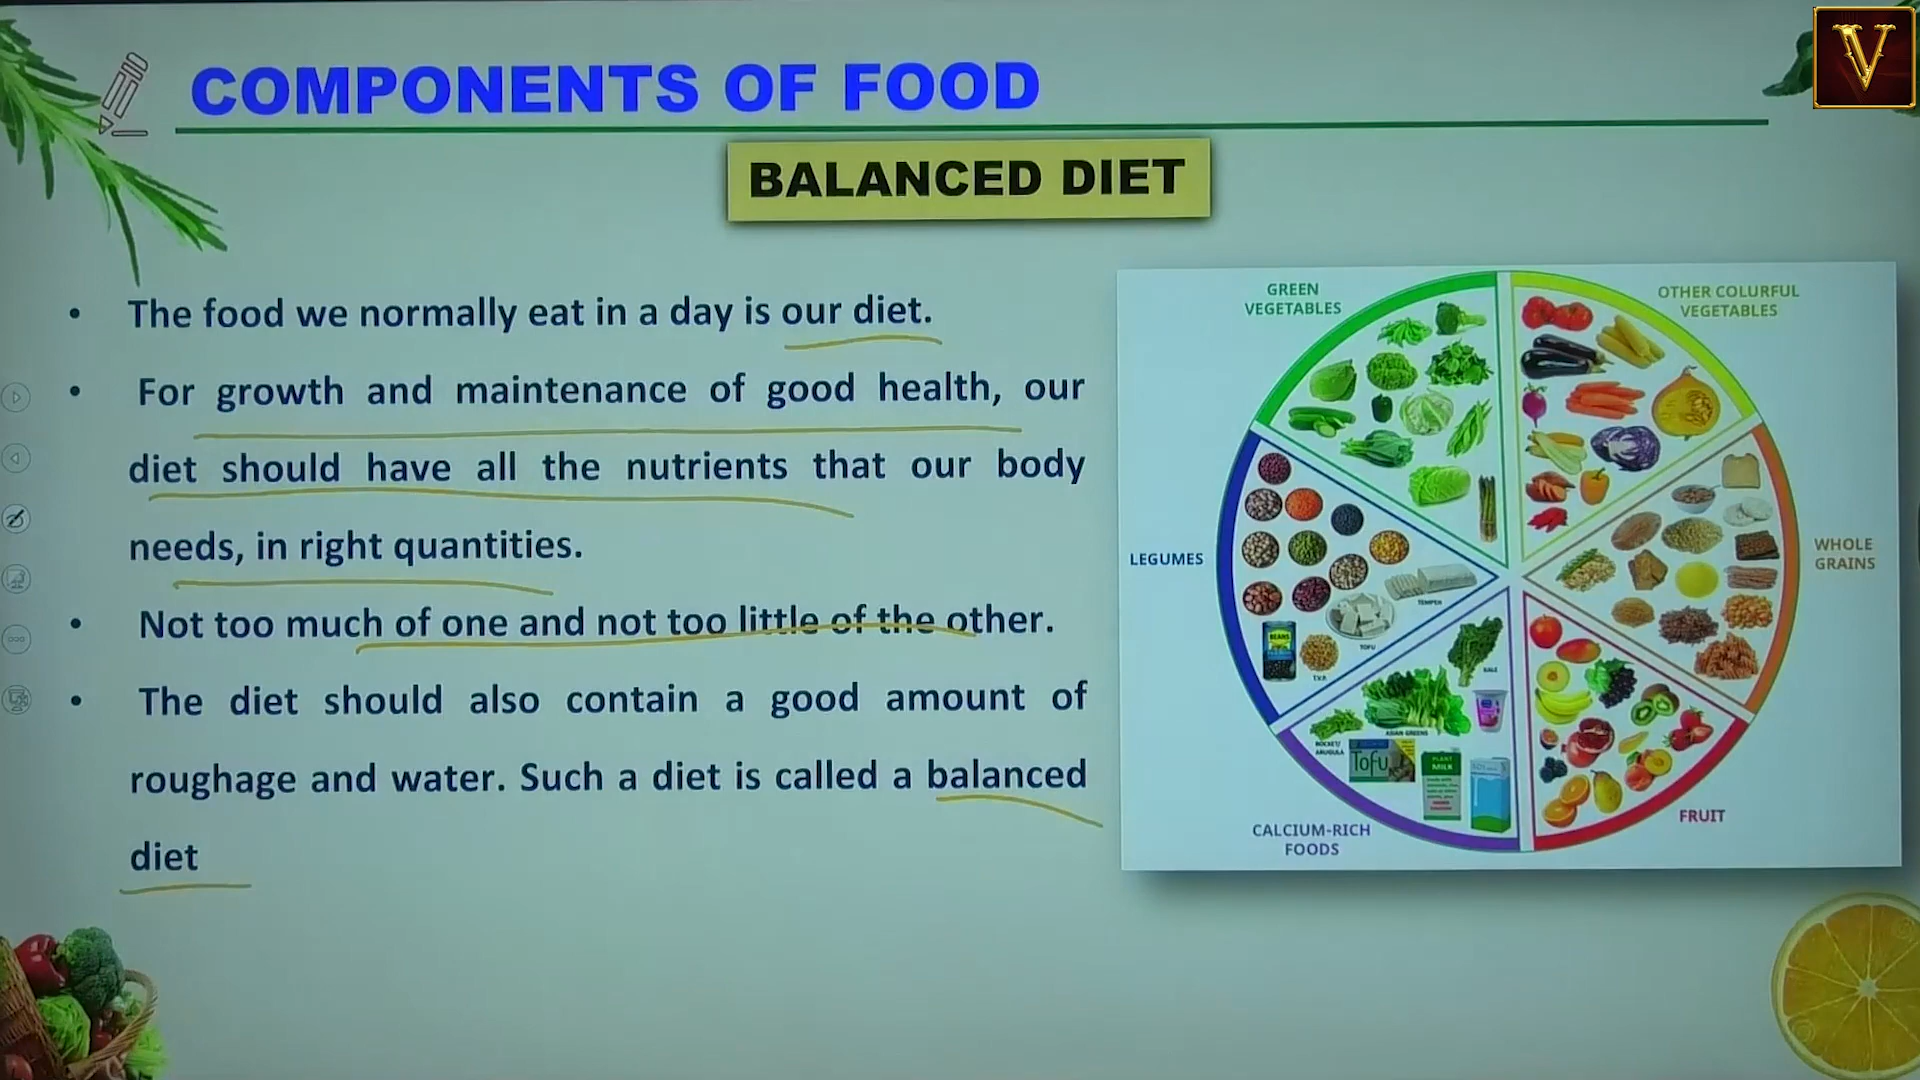 V
COMPONENTS OF FOOD
BALANCED DIET
• The food we normally eat in a day is our diet.
• For growth and maintenance of good health, our
diet should have all the nutrients that our body
needs, in right quantities.
• Not too much of one and not too little of the other.
• The diet should also contain a good amount of
roughage and water. Such a diet is called a balanced
diet
GREEN
VEGETABLES
OTHER COLURFUL
VEGETABLES
LEGUMES
WHOLE
GRAINS
TEMPEH
TOFU
BEANS
T.V.P.
KALE
ASIAN GREENS
ROCKET/
ARUGULA
Tofu
PLANT
MILK
CALCIUM-RICH
FOODS
FRUIT